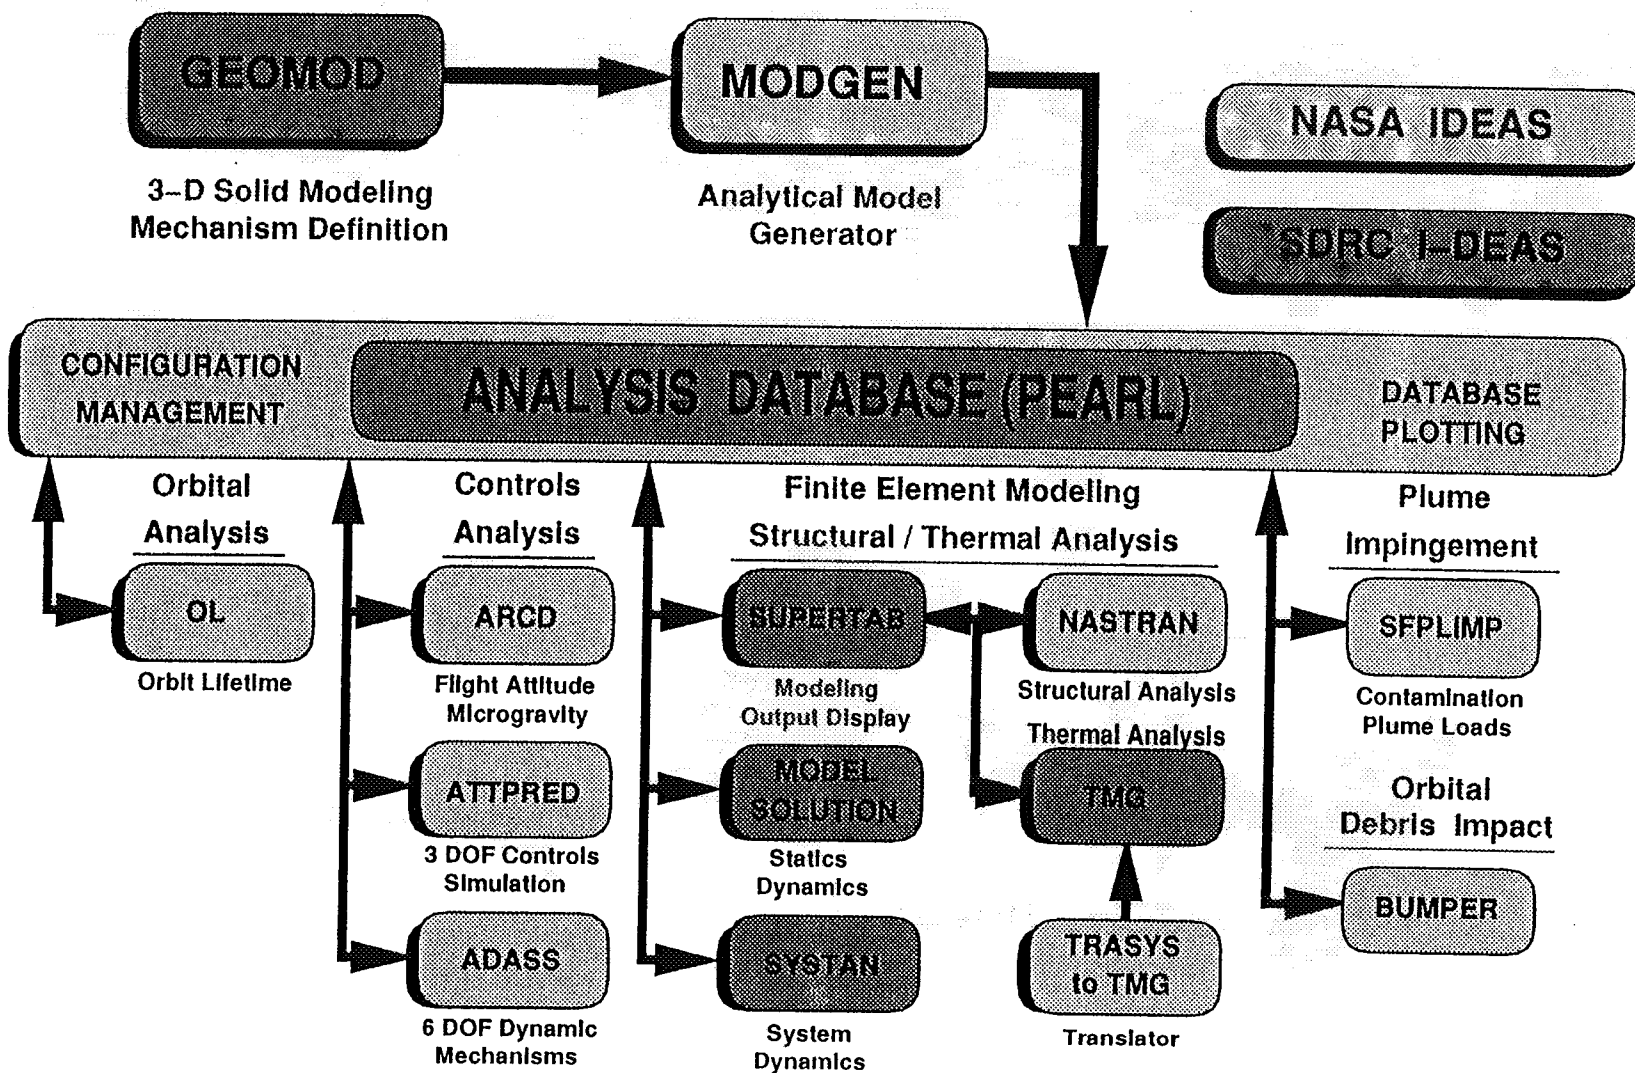 GEOMOD
3-D Solid Modeling
Mechanism Definition
MODGEN
Analytical Model
Generator
NASA IDEAS
SDRC I-DEAS
CONFIGURATION
MANAGEMENT
ANALYSIS DATABASE (PEARL)
DATABASE
PLOTTING
Orbital
Analysis
OL
Orbit Lifetime
Controls
Analysis
ARCD
Flight Attitude
Microgravity
ATTPRED
3 DOF Controls
Simulation
ADASS
6 DOF Dynamic
Mechanisms
Finite Element Modeling
Structural / Thermal Analysis
SUPERTAB
Modeling
Output Display
MODEL
SOLUTION
Statics
Dynamics
SYSTAN
System
Dynamics
NASTRAN
Structural Analysis
Thermal Analysis
TMG
TRASYS
to TMG
Translator
Plume
Impingement
SFPLIMP
Contamination
Plume Loads
Orbital
Debris Impact
BUMPER